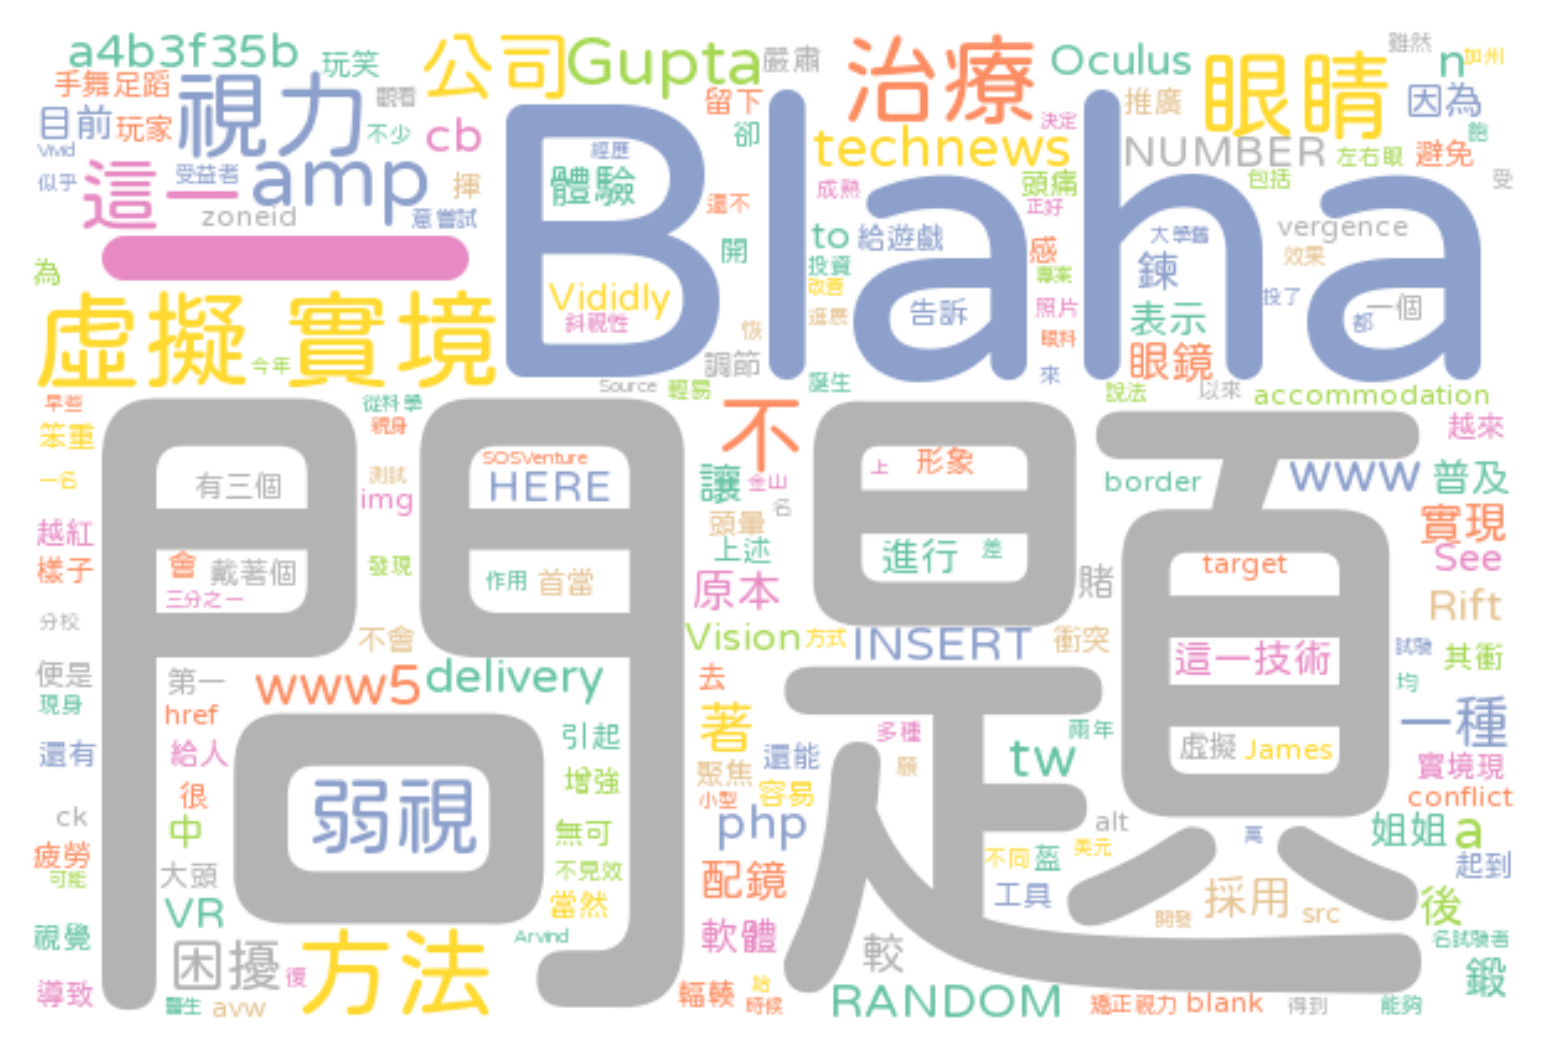 a4b3f35b 玩笑 公司 Gupta 嚴肅 治療 Oculus 眼睛 雖然 n 加州
手舞足蹈 視力 觀看 留下 推廣 因為
目前 玩家 不少 cb 卻 technews 決定 NUMBER 左右眼 避免
Vivid 經歷
似乎 這一 受益者 amp 揮 Blaha 體驗 還不 成熟 頭痛 包括 受
zoneid 意 嘗試 正好
to 給遊戲 感 大學舊 vergence
為 開 投資 專案 鍊 效果
一 Vididly 改善 告訴 照片 投了 一個
虛擬 實境 斜視性 恢 進展 眼科 表示 都
今年 調節 來 眼鏡
Source 輕易 誕生 說法 以來 accommodation
早些 從科 學 不 越來
笨重 親身 問題
一名 有三個 測試 SOSVenture HERE 讓 金山 上 形象 border www 普及
img 名
越紅 頭暈 實現
樣子 會 戴著個 發現 作用 首當 上述 進行 差 target See
三分之一 原本 賭 Rift
分校 不會 Vision 方式 INSERT 衝突 這一技術 試驗 其衝
便是 第一 www5 delivery 去 均
現身 href 著 多種 兩年 一種
還有 給人 引起 還能 tw 虛擬 James
聚焦 願 實境現
很 增強 小型 容易 conflict
ck 中 弱視 無可 php alt 萬 姐姐 a
疲勞 不同 盔 美元 起到
可能 大頭 不見效 配鏡 工具
VR 當然 採用 src 後
視覺 Arvind 軟體 開發 名試驗者
困擾 方法 較 鍛
導致 復 輻輳 給
醫生 avw 時候 RANDOM 矯正視力 blank 得到 能夠